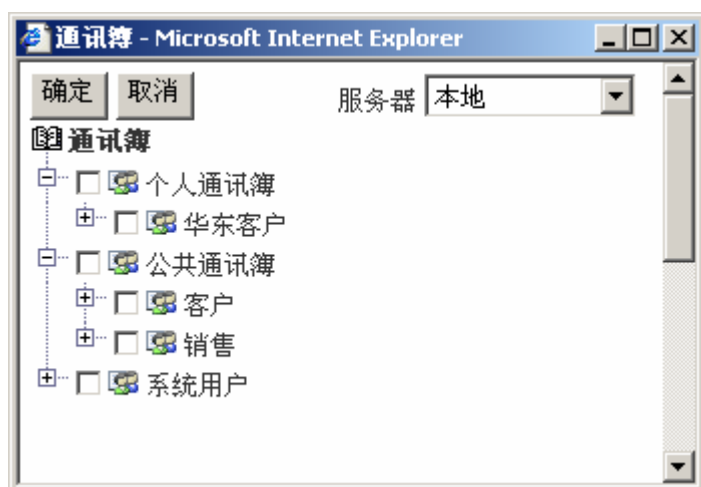 通讯簿 - Microsoft Internet Explorer
确定 取消 服务器 本地
通讯簿
个人通讯簿
华东客户
公共通讯簿
客户
销售
系统用户